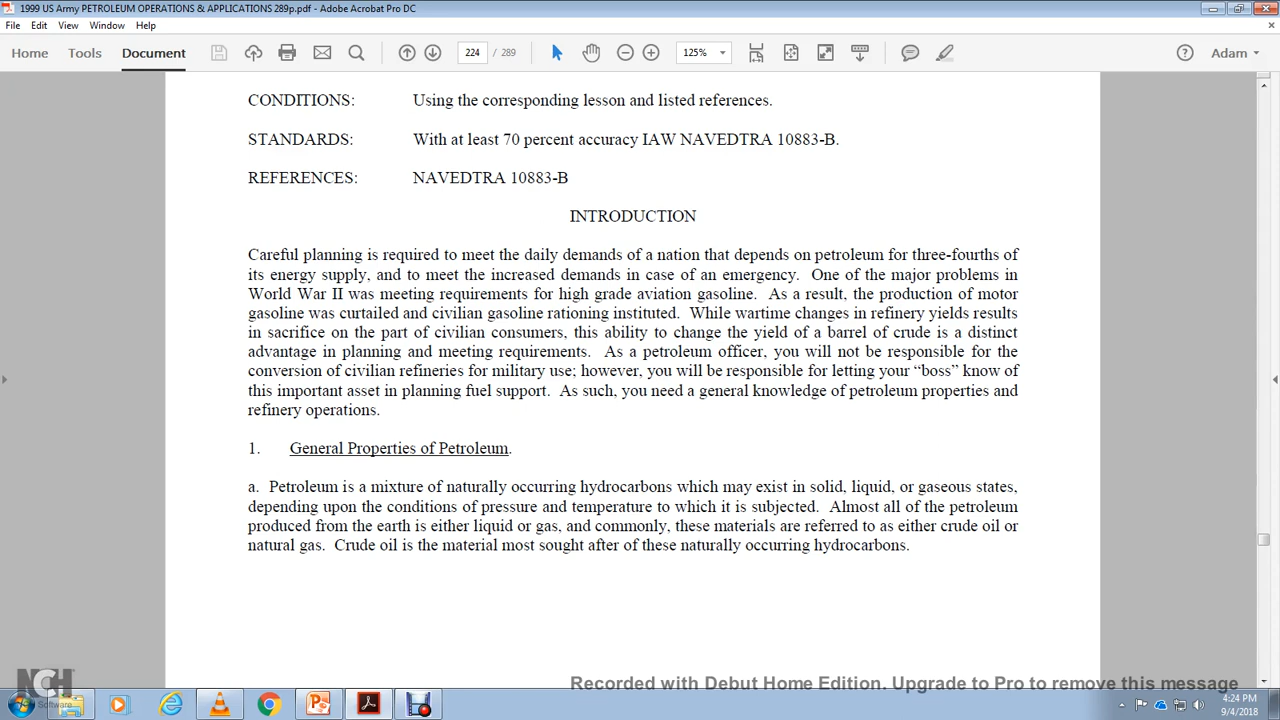 1999 US Army PETROLEUM OPERATIONS & APPLICATIONS 289p.pdf - Adobe Acrobat Pro DC
File Edit View Window Help
Home Tools Document 224 / 289 125% Adam
CONDITIONS: Using the corresponding lesson and listed references.
STANDARDS: With at least 70 percent accuracy IAW NAVEDTRA 10883-B.
REFERENCES: NAVEDTRA 10883-B
INTRODUCTION
Careful planning is required to meet the daily demands of a nation that depends on petroleum for three-fourths of
its energy supply, and to meet the increased demands in case of an emergency. One of the major problems in
World War II was meeting requirements for high grade aviation gasoline. As a result, the production of motor
gasoline was curtailed and civilian gasoline rationing instituted. While wartime changes in refinery yields results
in sacrifice on the part of civilian consumers, this ability to change the yield of a barrel of crude is a distinct
advantage in planning and meeting requirements. As a petroleum officer, you will not be responsible for the
conversion of civilian refineries for military use; however, you will be responsible for letting your “boss” know of
this important asset in planning fuel support. As such, you need a general knowledge of petroleum properties and
refinery operations.
1. General Properties of Petroleum.
a. Petroleum is a mixture of naturally occurring hydrocarbons which may exist in solid, liquid, or gaseous states,
depending upon the conditions of pressure and temperature to which it is subjected. Almost all of the petroleum
produced from the earth is either liquid or gas, and commonly, these materials are referred to as either crude oil or
natural gas. Crude oil is the material most sought after of these naturally occurring hydrocarbons.
NCH
Software
Recorded with Debut Home Edition. Upgrade to Pro to remove this message
4:24 PM
9/4/2018